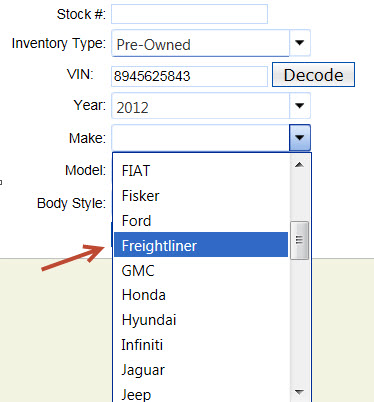 Stock #:
Inventory Type: Pre-Owned
VIN: 8945625843 Decode
Year: 2012
Make:
Model:
FIAT
Fisker
Body Style:
Ford
Freightliner
GMC
Honda
Hyundai
Infiniti
Jaguar
Jeep